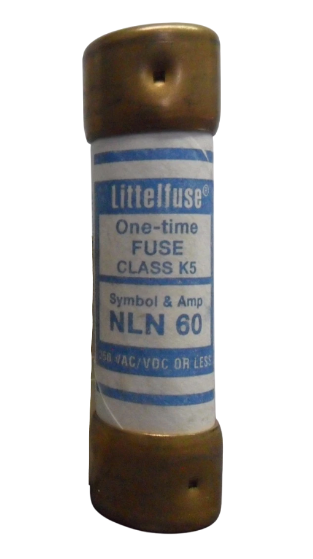 Littelfuse®
One-time
FUSE
CLASS K5
Symbol & Amp
NLN 60
250 VAC/VDC OR LESS